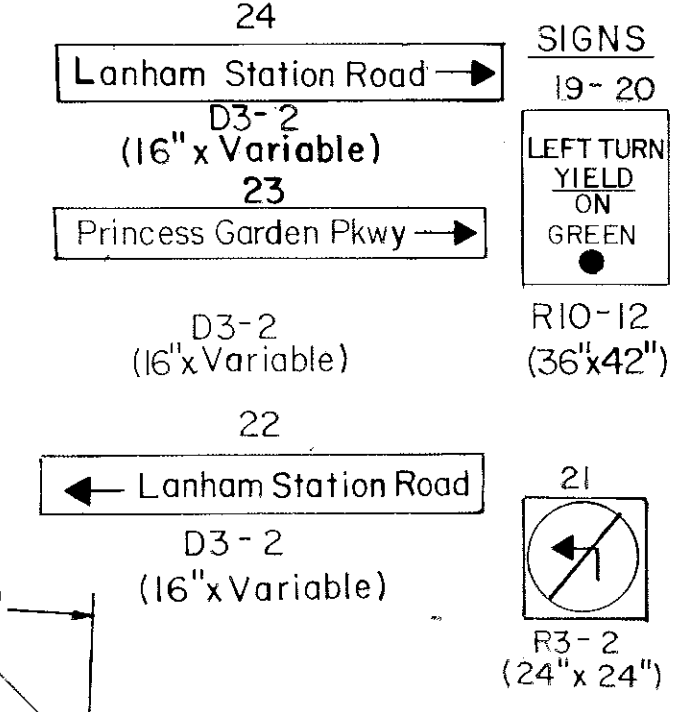 24
Lanham Station Road
D3-2
(16"x Variable)
23
Princess Garden Pkwy
D3-2
(16"x Variable)
22
Lanham Station Road
D3-2
(16"x Variable)
SIGNS
19-20
LEFT TURN
YIELD
ON
GREEN
R10-12
(36"x42")
21
R3-2
(24"x 24")